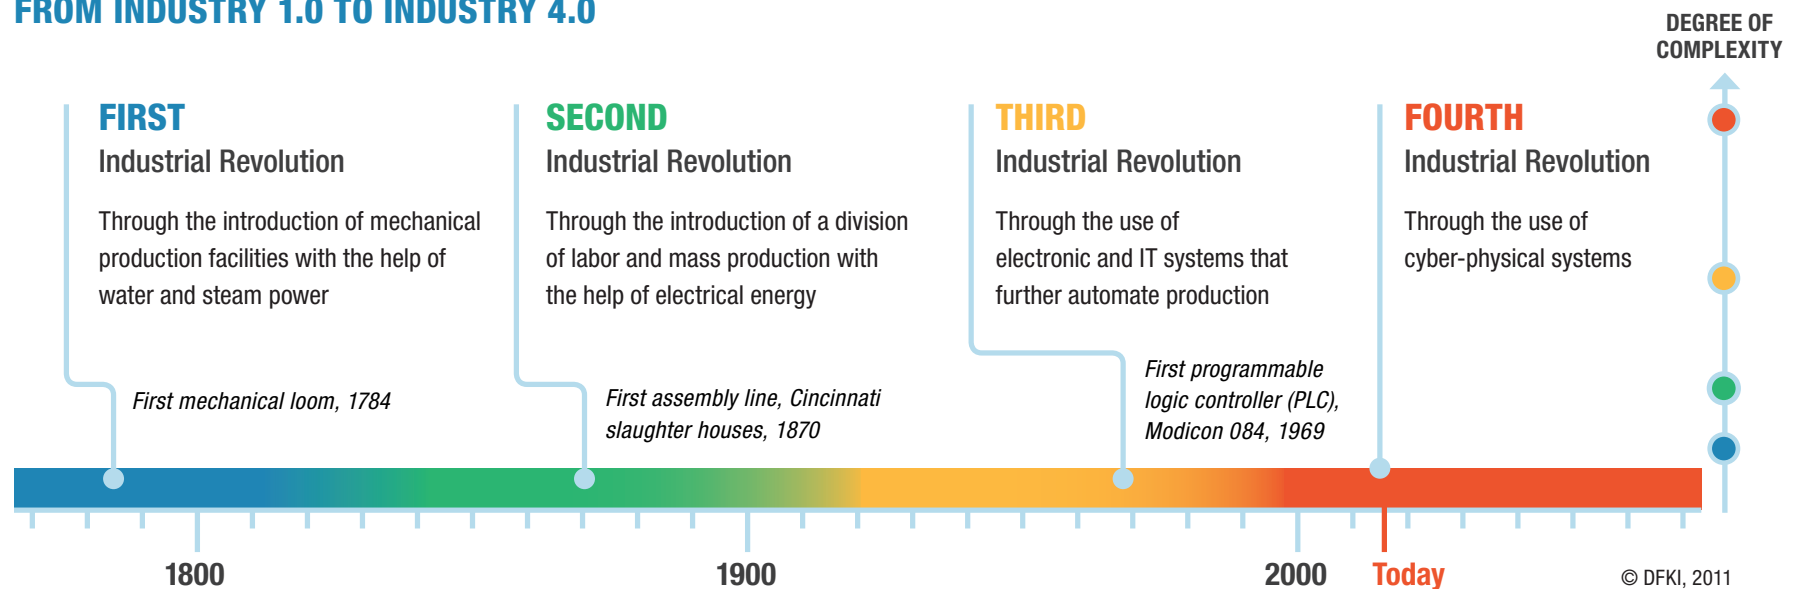 FROM INDUSTRY 1.0 TO INDUSTRY 4.0
DEGREE OF
COMPLEXITY
FIRST
Industrial Revolution
Through the introduction of mechanical
production facilities with the help of
water and steam power
First mechanical loom, 1784
SECOND
Industrial Revolution
Through the introduction of a division
of labor and mass production with
the help of electrical energy
First assembly line, Cincinnati
slaughter houses, 1870
THIRD
Industrial Revolution
Through the use of
electronic and IT systems that
further automate production
First programmable
logic controller (PLC),
Modicon 084, 1969
FOURTH
Industrial Revolution
Through the use of
cyber-physical systems
1800
1900
2000
Today
© DFKI, 2011